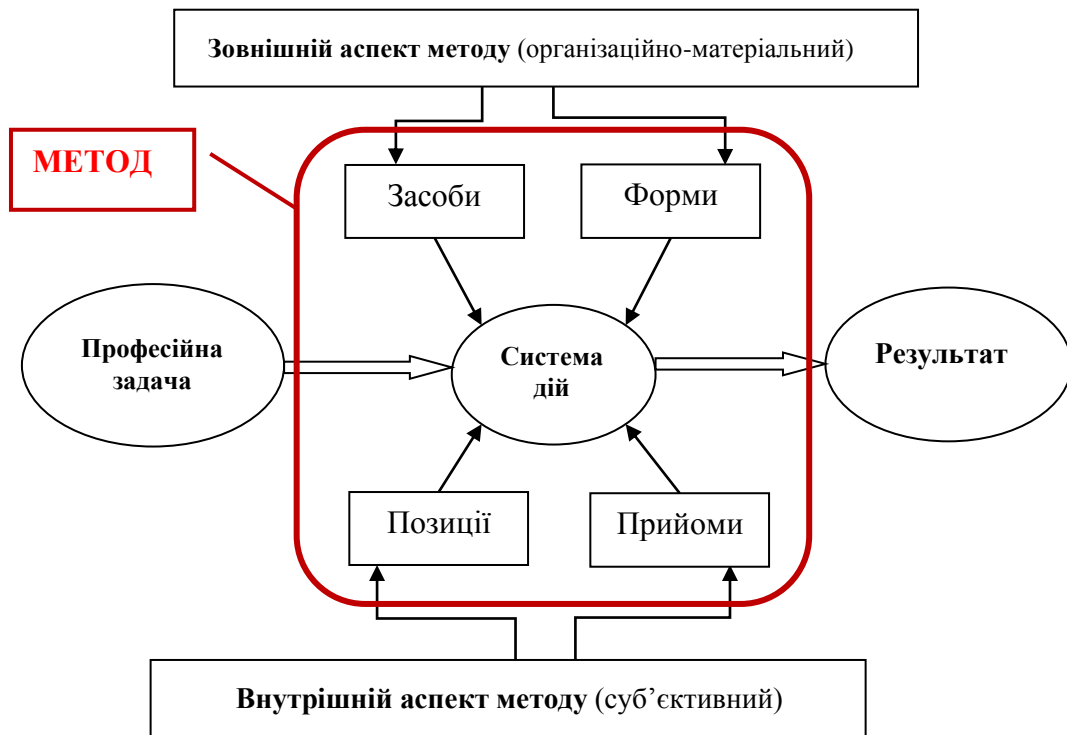 Зовнішній аспект методу (організаційно-матеріальний)
МЕТОД
Засоби
Форми
Професійна
задача
Система
дій
Результат
Позиції
Прийоми
Внутрішній аспект методу (суб’єктивний)